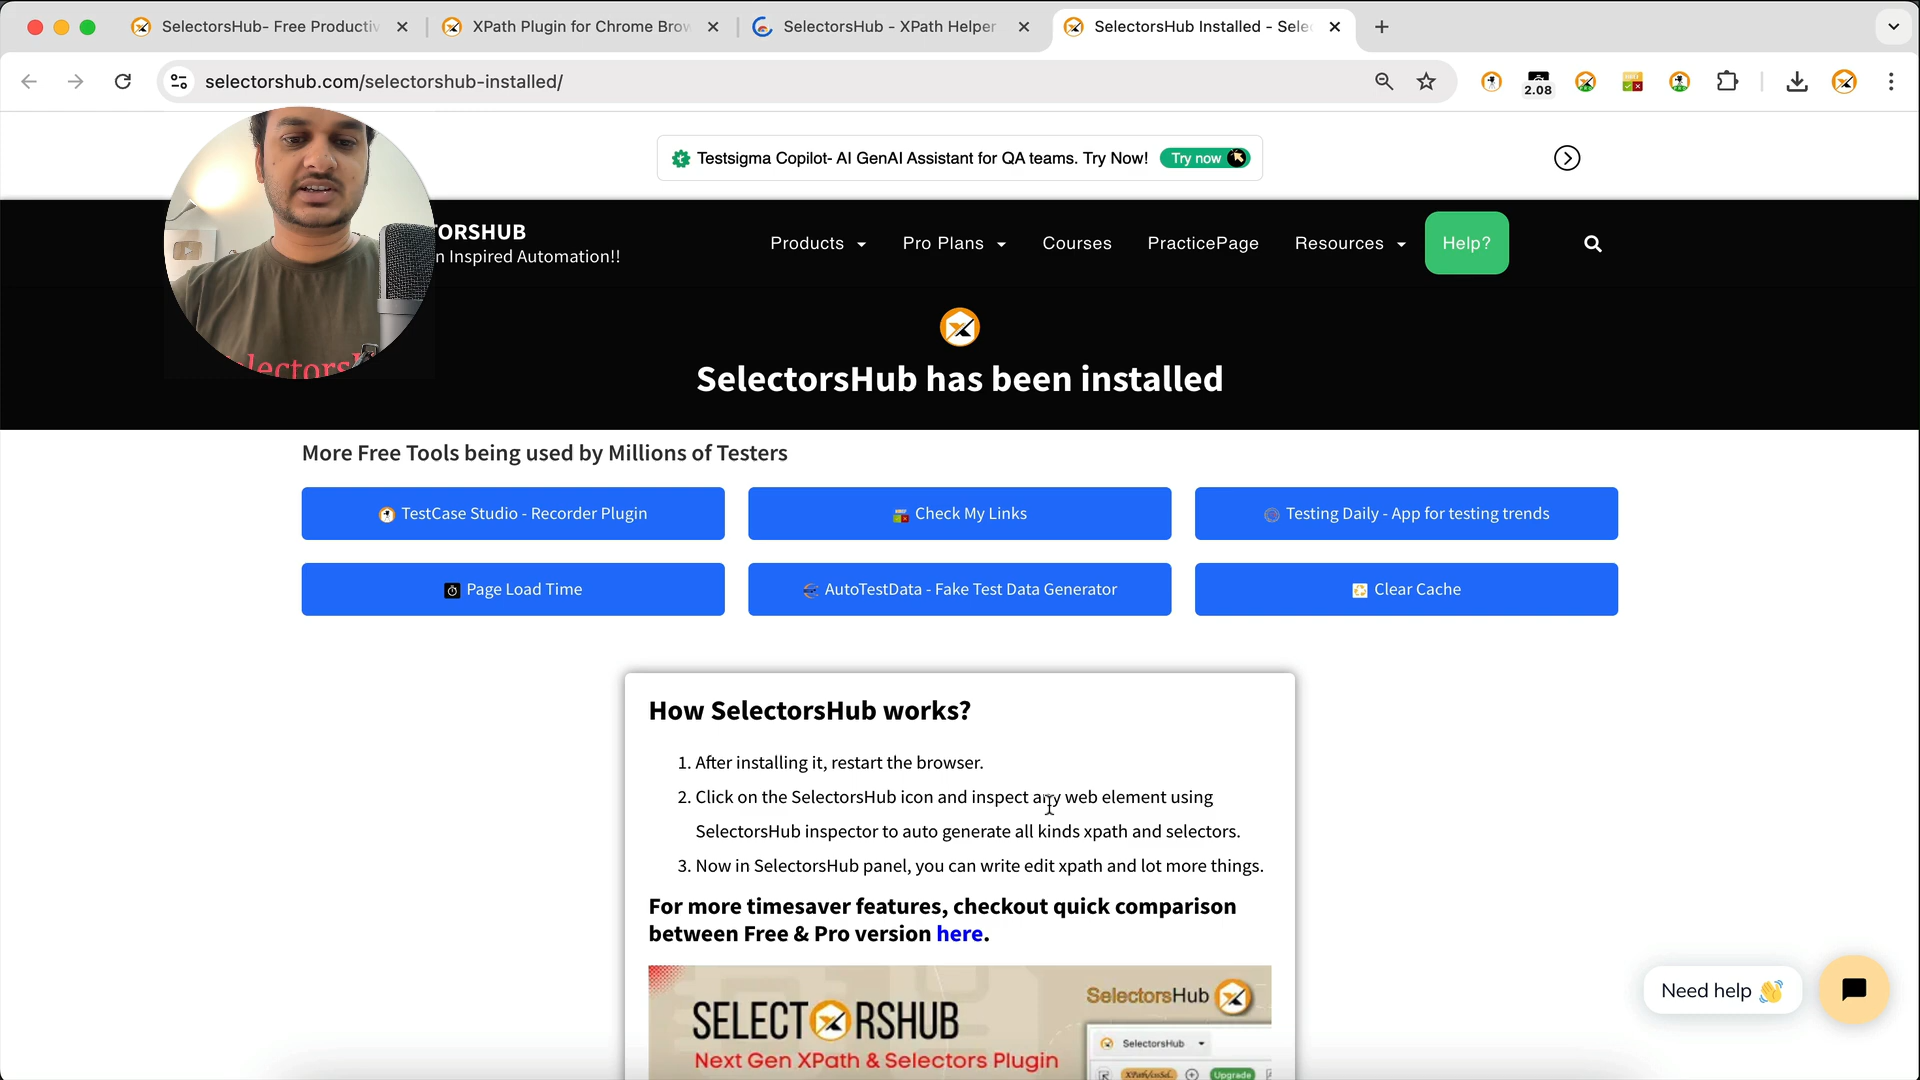 SelectorsHub- Free Productiv
XPath Plugin for Chrome Brow
SelectorsHub - XPath Helper
SelectorsHub Installed - Sele
selectorshub.com/selectorshub-installed/
2.08
Testsigma Copilot- AI GenAI Assistant for QA teams. Try Now!
Try now
TORSHUB
n Inspired Automation!!
Products
Pro Plans
Courses
PracticePage
Resources
Help?
SelectorsHub has been installed
More Free Tools being used by Millions of Testers
TestCase Studio - Recorder Plugin
Check My Links
Testing Daily - App for testing trends
Page Load Time
AutoTestData - Fake Test Data Generator
Clear Cache
How SelectorsHub works?
1. After installing it, restart the browser.
2. Click on the SelectorsHub icon and inspect any web element using
SelectorsHub inspector to auto generate all kinds xpath and selectors.
3. Now in SelectorsHub panel, you can write edit xpath and lot more things.
For more timesaver features, checkout quick comparison
between Free & Pro version here.
SELECTORSHUB
Next Gen XPath & Selectors Plugin
SelectorsHub
SelectorsHub
XPath/cssSel..
Upgrade
Need help 👋